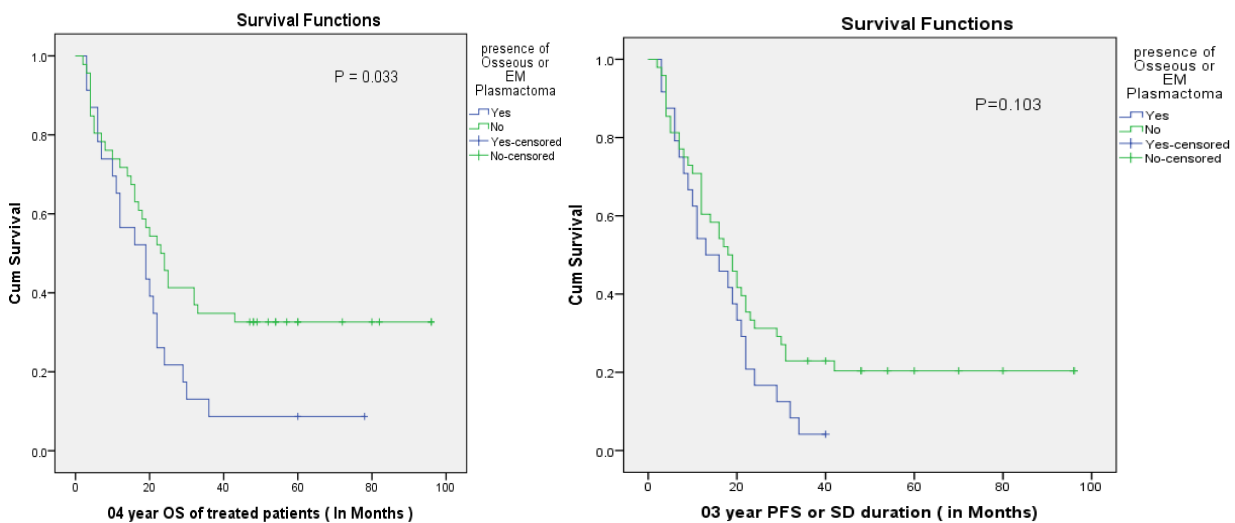 Survival Functions
P = 0.033
presence of
Osseous or
EM
Plasmactoma
Yes
No
Yes-censored
No-censored
Cum Survival
1.0
0.8
0.6
0.4
0.2
0.0
0 20 40 60 80 100
04 year OS of treated patients ( In Months )
Survival Functions
P=0.103
presence of
Osseous or
EM
Plasmactoma
Yes
No
Yes-censored
No-censored
Cum Survival
1.0
0.8
0.6
0.4
0.2
0.0
0 20 40 60 80 100
03 year PFS or SD duration ( in Months)